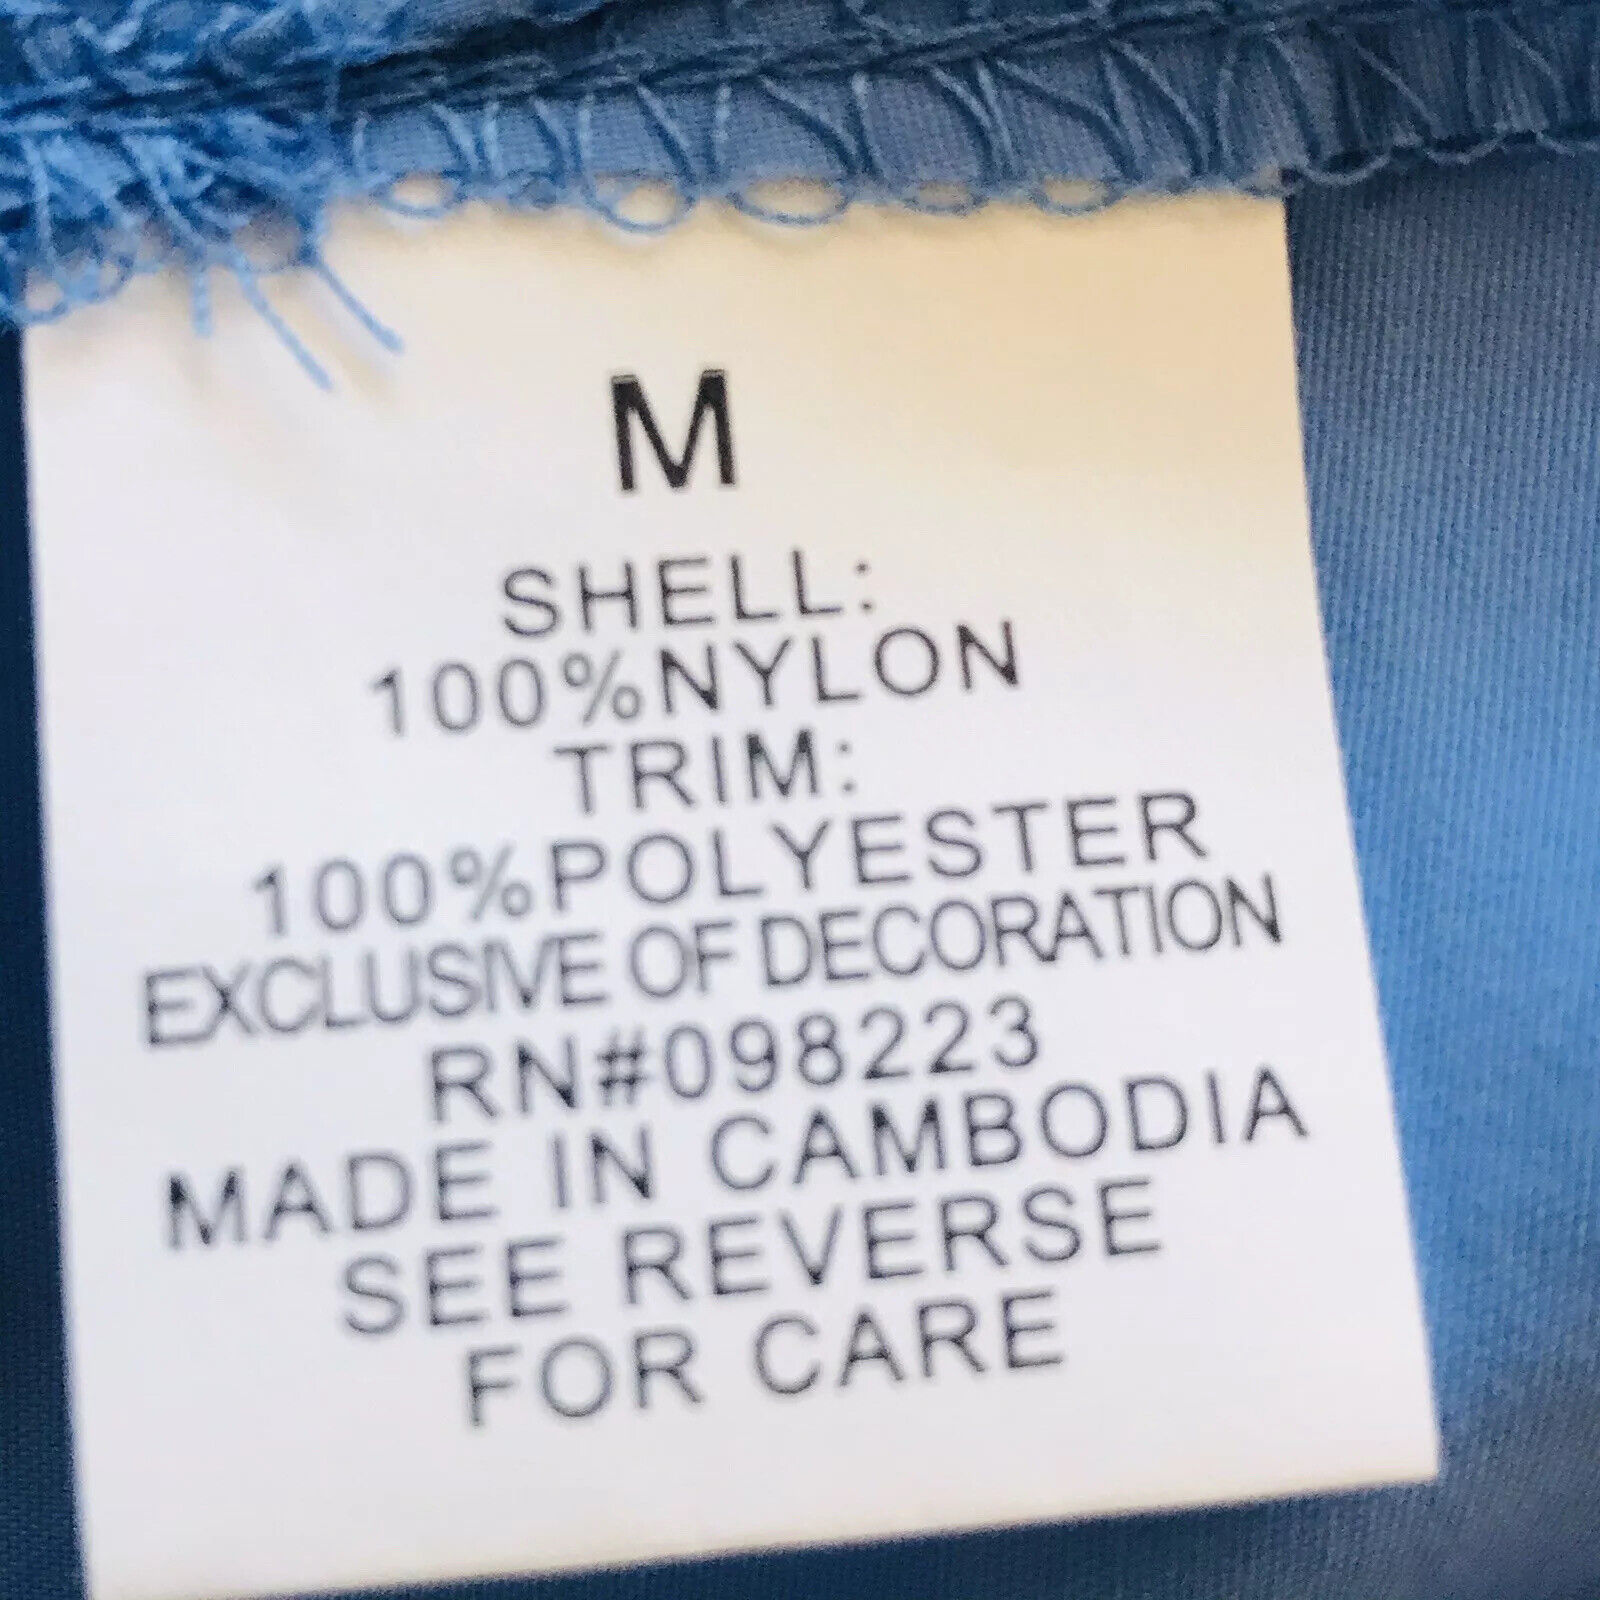 M
SHELL:
100%NYLON
TRIM:
100%POLYESTER
EXCLUSIVE OF DECORATION
RN#098223
MADE IN CAMBODIA
SEE REVERSE
FOR CARE